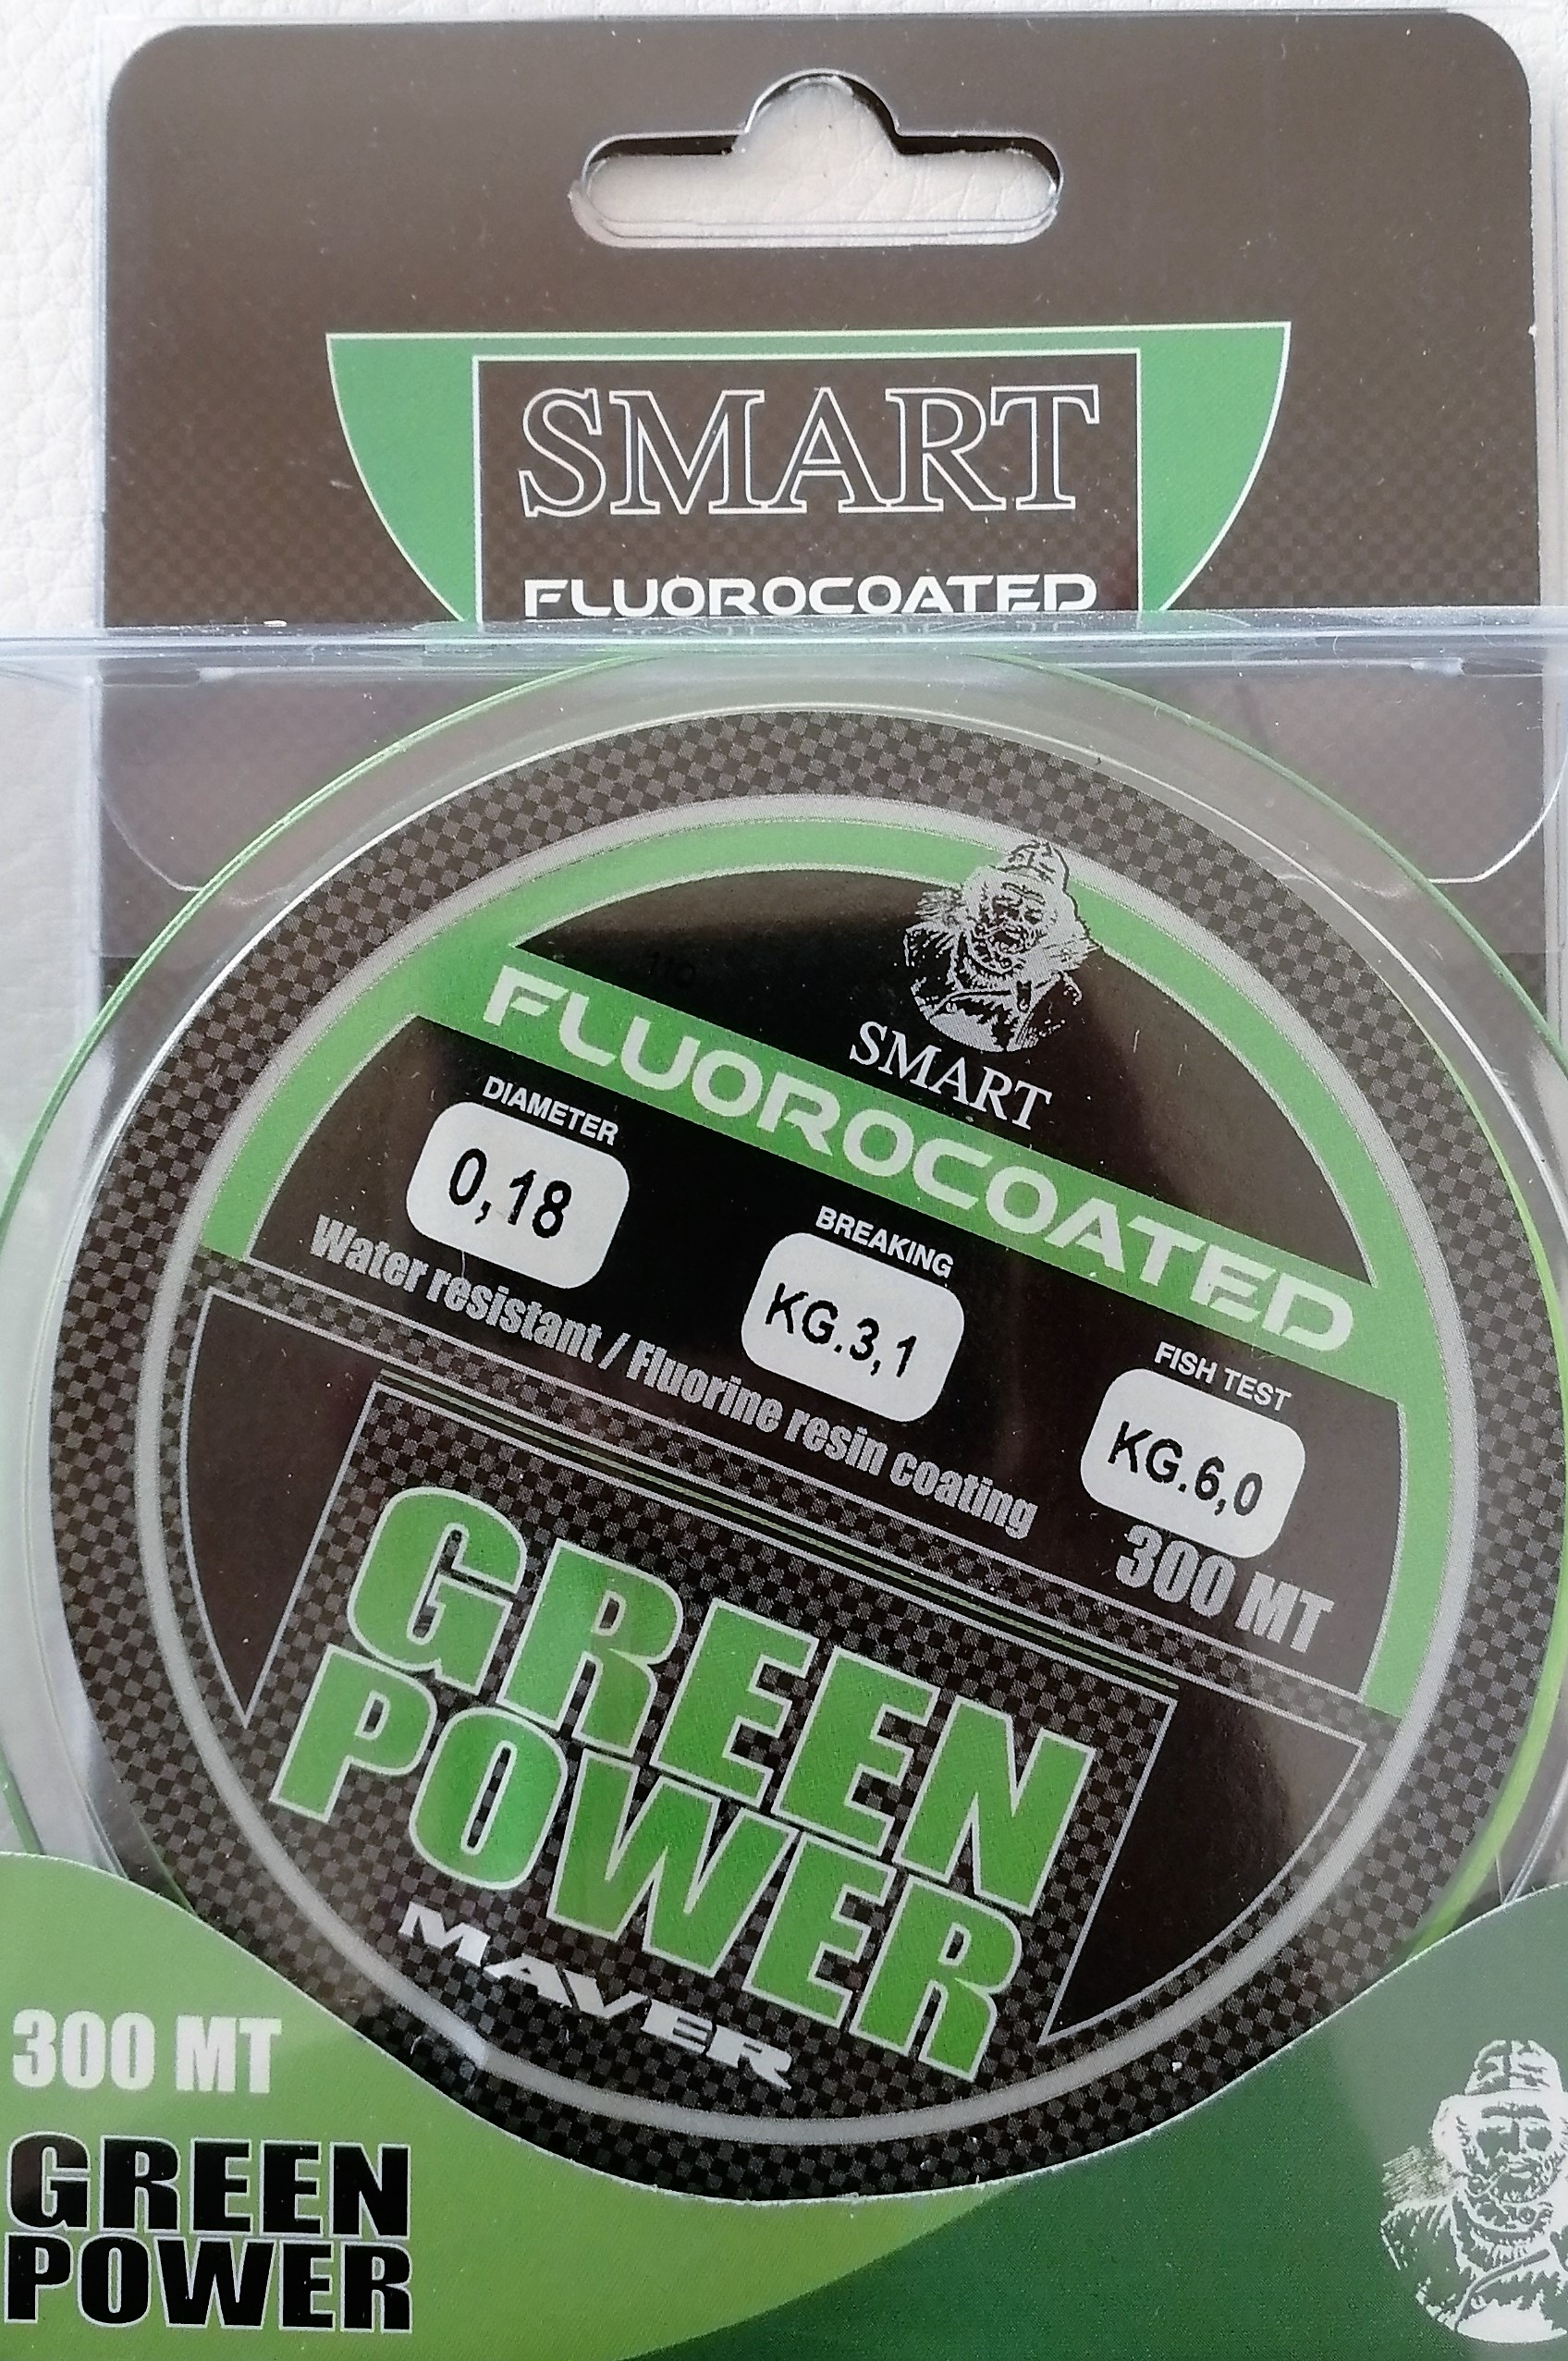 SMART
FLUOROCOATED
SMART
FLUOROCOATED
DIAMETER
0,18
BREAKING
KG.3,1
FISH TEST
KG.6,0
Water resistant / Fluorine resin coating
300 MT
GREEN
POWER
MAVER
300 MT
GREEN
POWER